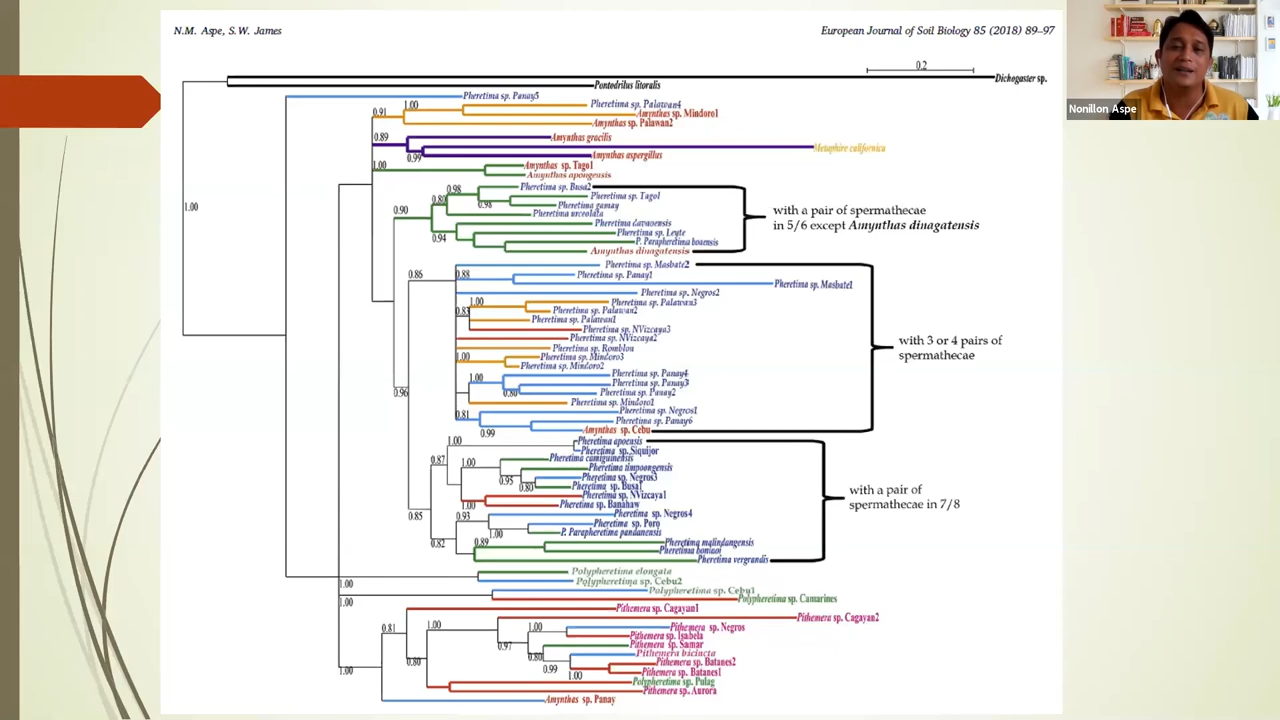 N.M. Aspe, S.W. James
European Journal of Soil Biology 85 (2018) 89–97
0.2
Dichogaster sp.
Pontodrilus litoralis
Pheretima sp. Panay5
Pheretima sp. Palawan4
1.00
0.91
Amynthas sp. Mindoro1
Amynthas sp. Palawan2
0.89
Amynthas gracilis
Metaphire californica
0.99
Amynthas aspergillus
1.00
Amynthas sp. Tago1
Amynthas apongensis
Pheretima sp. Busa2
0.98
Pheretima sp. Tago1
0.80
0.98
Pheretima gamay
1.00
0.90
Pheretima urceolata
with a pair of spermathecae
in 5/6 except Amynthas dinagatensis
Pheretima davaoensis
Pheretima sp. Leyte
0.94
P. Parapheretima boaensis
Amynthas dinagatensis
Pheretima sp. Masbate2
0.86
0.88
Pheretima sp. Panay1
Pheretima sp. Masbate1
Pheretima sp. Negros2
1.00
Pheretima sp. Palawan3
0.83
Pheretima sp. Palawan2
Pheretima sp. Palawan1
Pheretima sp. NVizcaya3
Pheretima sp. NVizcaya2
with 3 or 4 pairs of
spermathecae
Pheretima sp. Romblon
1.00
Pheretima sp. Mindoro3
Pheretima sp. Mindoro2
Pheretima sp. Panay4
1.00
Pheretima sp. Panay3
0.96
0.80
Pheretima sp. Panay2
Pheretima sp. Mindoro1
0.81
Pheretima sp. Negros1
Pheretima sp. Panay6
0.99
Amynthas sp. Cebu
1.00
Pheretima apoensis
Pheretima sp. Siquijor
0.87
1.00
Pheretima camiguinensis
Pheretima timpoongensis
0.95
Pheretima sp. Negros3
0.80
Pheretima sp. Busa1
with a pair of
spermathecae in 7/8
Pheretima sp. NVizcaya1
1.00
Pheretima sp. Banahaw
0.85
0.93
Pheretima sp. Negros4
Pheretima sp. Poro
1.00
P. Parapheretima pandanensis
0.82
0.89
Pheretima malindangensis
Pheretima boniaoi
Pheretima vergrandis
Polypheretima elongata
1.00
Polypheretima sp. Cebu2
Polypheretima sp. Cebu1
1.00
Polypheretima sp. Camarines
Pithemera sp. Cagayan1
Pithemera sp. Cagayan2
0.81
1.00
1.00
Pithemera sp. Negros
Pithemera sp. Isabela
0.97
Pithemera sp. Samar
0.80
Pithemera bicincta
0.80
0.99
Pithemera sp. Batanes2
1.00
1.00
Pithemera sp. Batanes1
Polypheretima sp. Pulag
Pithemera sp. Aurora
Amynthas sp. Panay
Nonillon Aspe